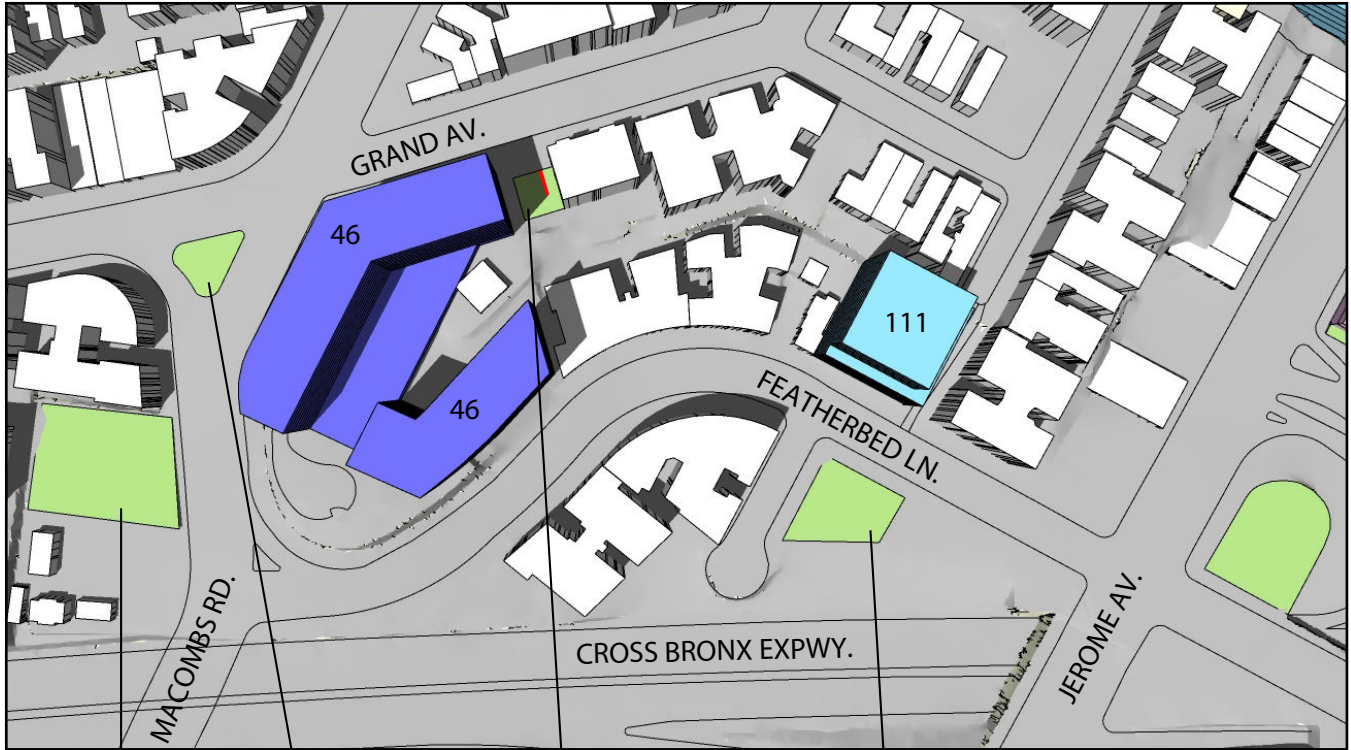 GRAND AV.
46
111
46
FEATHERBED LN.
MACOMBS RD.
CROSS BRONX EXPWY.
JEROME AV.